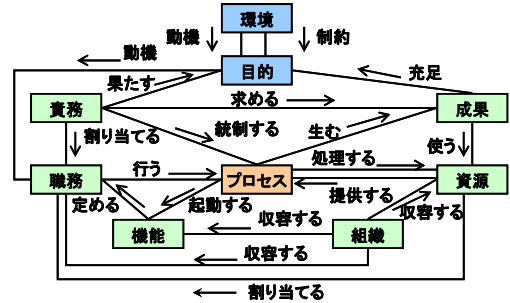 環境
動機
制約
動機
目的
充足
果たす
求める
責務
成果
統制する
生む
割り当てる
使う
処理する
行う
職務
プロセス
資源
定める
起動する
提供する
収容する
収容する
機能
組織
収容する
割り当てる